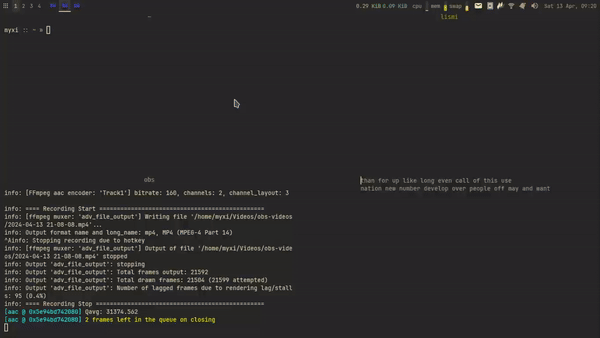 1 2 3 4
0.29 KiB 0.09 KiB cpu mem swap Sat 13 Apr, 09:20
~
lismi
myxi :: ~ »
obs
info: [FFmpeg aac encoder: 'Track1'] bitrate: 160, channels: 2, channel_layout: 3
info: ==== Recording Start ===============================================
info: [ffmpeg muxer: 'adv_file_output'] Writing file '/home/myxi/Videos/obs-videos
/2024-04-13 21-08-08.mp4'...
info: Output format name and long_name: mp4, MP4 (MPEG-4 Part 14)
^Ainfo: Stopping recording due to hotkey
info: [ffmpeg muxer: 'adv_file_output'] Output of file '/home/myxi/Videos/obs-vide
os/2024-04-13 21-08-08.mp4' stopped
info: Output 'adv_file_output': stopping
info: Output 'adv_file_output': Total frames output: 21592
info: Output 'adv_file_output': Total drawn frames: 21504 (21599 attempted)
info: Output 'adv_file_output': Number of lagged frames due to rendering lag/stall
s: 95 (0.4%)
info: ==== Recording Stop ================================================
[aac @ 0x5e94bd742080] Qavg: 31374.562
[aac @ 0x5e94bd742080] 2 frames left in the queue on closing
than for up like long even call of this use
nation new number develop over people off may and want